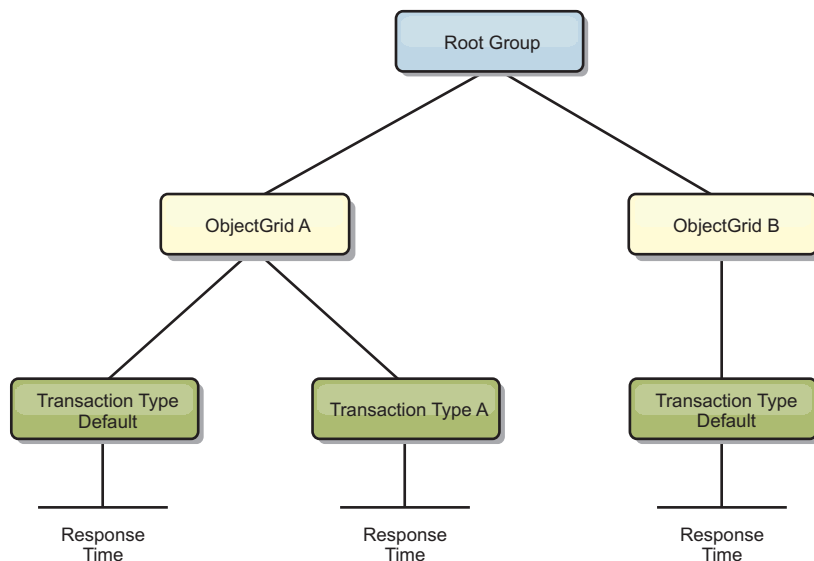 Root Group
ObjectGrid A
ObjectGrid B
Transaction Type
Default
Transaction Type A
Transaction Type
Default
Response
Time
Response
Time
Response
Time